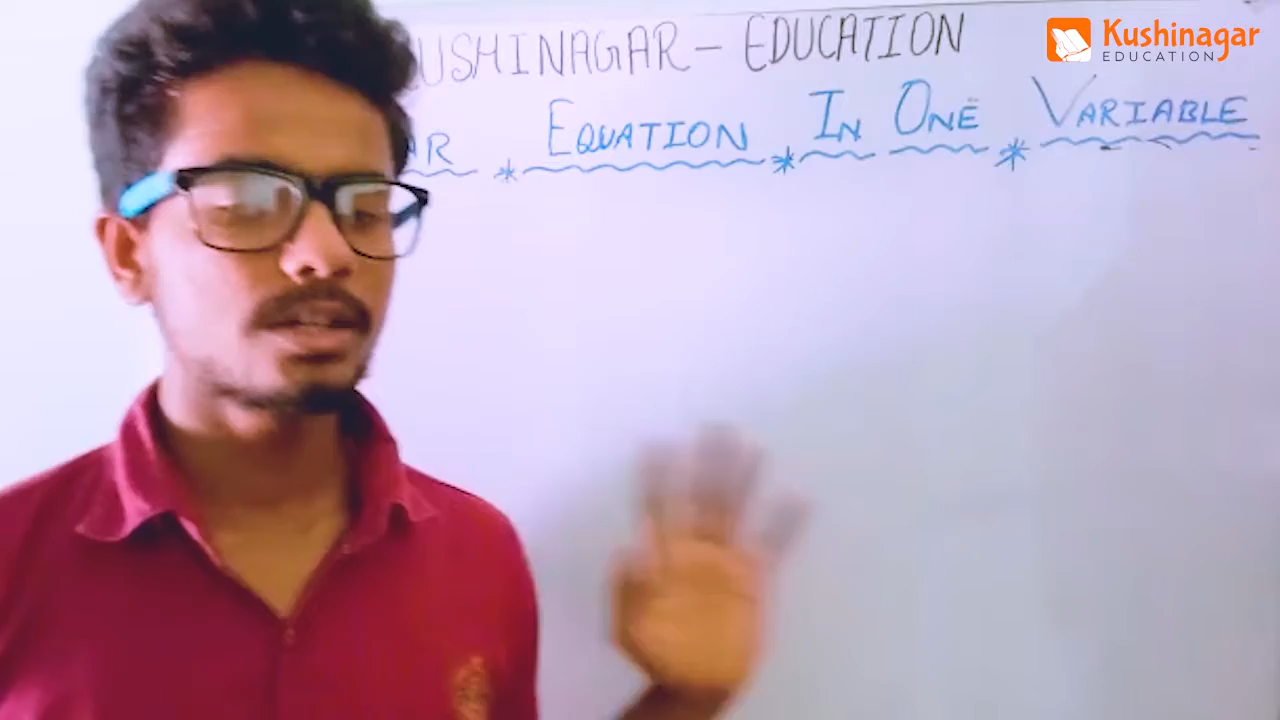 USHINAGAR - EDUCATION
AR * EQUATION * IN ONE * VARIABLE
Kushinagar
EDUCATION